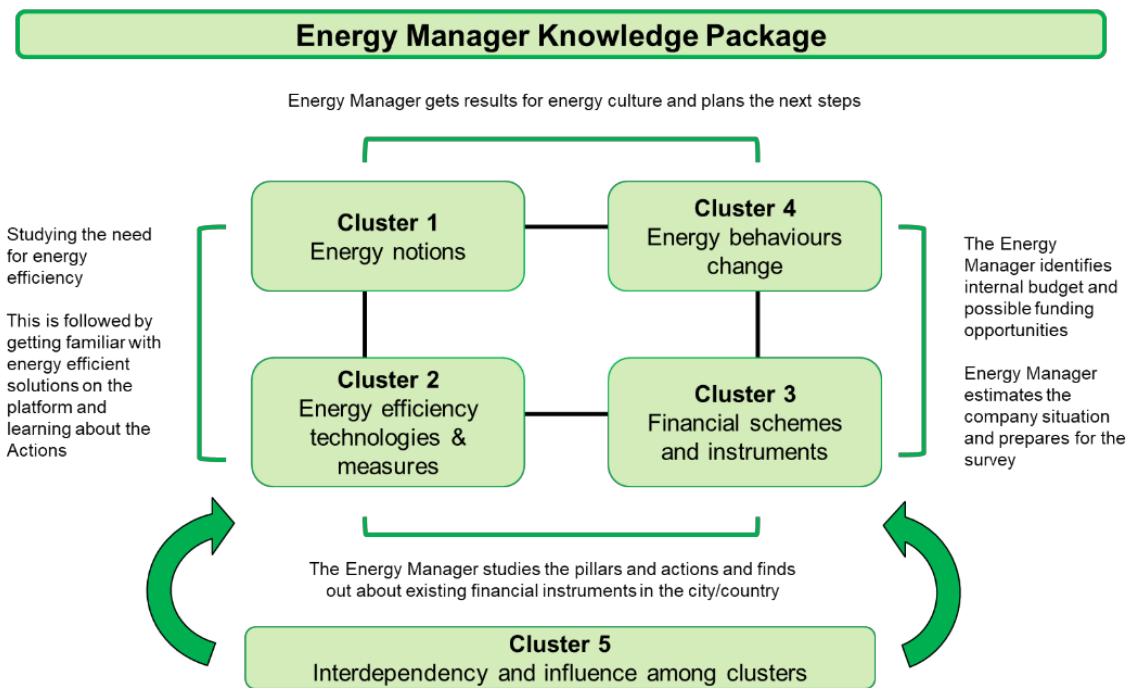 Energy Manager Knowledge Package
Energy Manager gets results for energy culture and plans the next steps
Cluster 1
Energy notions
Cluster 4
Energy behaviours
change
Studying the need
for energy
efficiency
This is followed by
getting familiar with
energy efficient
solutions on the
platform and
learning about the
Actions
The Energy
Manager identifies
internal budget and
possible funding
opportunities
Energy Manager
estimates the
company situation
and prepares for the
survey
Cluster 2
Energy efficiency
technologies &
measures
Cluster 3
Financial schemes
and instruments
The Energy Manager studies the pillars and actions and finds
out about existing financial instruments in the city/country
Cluster 5
Interdependency and influence among clusters